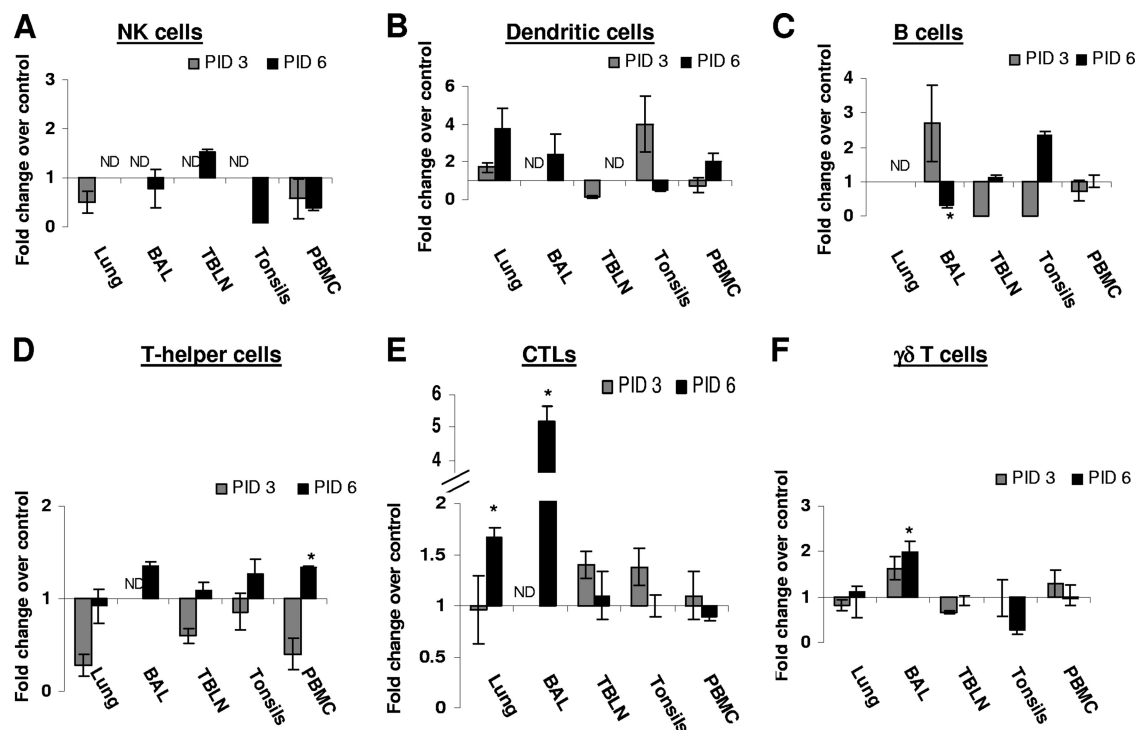 A
NK cells
PID 3 PID 6
Fold change over control
3
2
1
0
ND
ND
ND
ND
Lung
BAL
TBLN
Tonsils
PBMC
B
Dendritic cells
PID 3 PID 6
Fold change over control
6
4
2
0
ND
ND
Lung
BAL
TBLN
Tonsils
PBMC
C
B cells
PID 3 PID 6
Fold change over control
4
3
2
1
0
ND
*
Lung
BAL
TBLN
Tonsils
PBMC
D
T-helper cells
PID 3 PID 6
Fold change over control
2
1
0
ND
*
Lung
BAL
TBLN
Tonsils
PBMC
E
CTLs
PID 3 PID 6
Fold change over control
6
5
4
2
1.5
1
0.5
0
*
ND
*
Lung
BAL
TBLN
Tonsils
PBMC
F
γδ T cells
PID 3 PID 6
Fold change over control
3
2
1
0
*
Lung
BAL
TBLN
Tonsils
PBMC